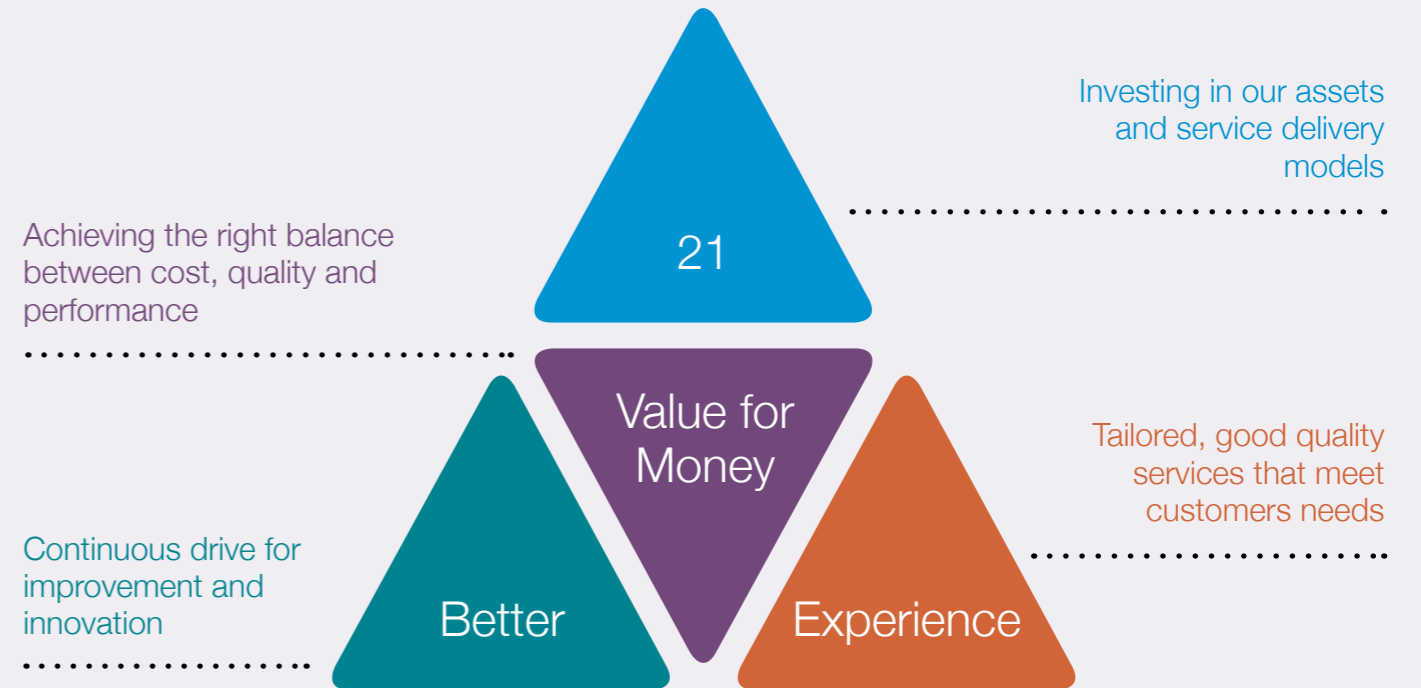 Investing in our assets
and service delivery
models
21
Achieving the right balance
between cost, quality and
performance
Value for
Money
Tailored, good quality
services that meet
customers needs
Continuous drive for
improvement and
innovation
Better
Experience